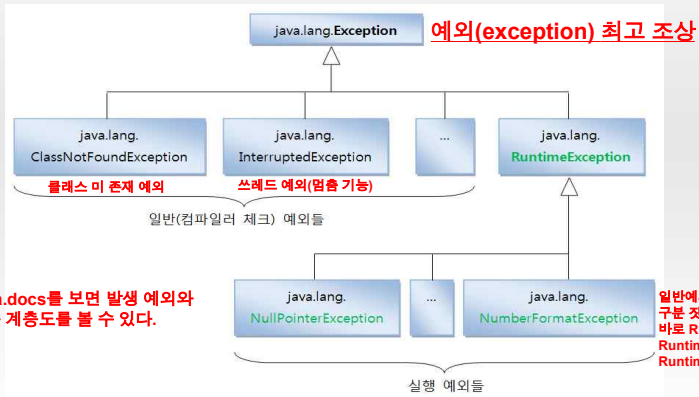 java.lang.Exception
예외(exception) 최고 조상
java.lang.
ClassNotFoundException
java.lang.
InterruptedException
...
java.lang.
RuntimeException
클래스 미 존재 예외
쓰레드 예외(멈춤 기능)
일반(컴파일러 체크) 예외들
.docs를 보면 발생 예외와
계층도를 볼 수 있다.
java.lang.
NullPointerException
...
java.lang.
NumberFormatException
일반예
구분 짓
바로 R
Runtin
Runtin
실행 예외들